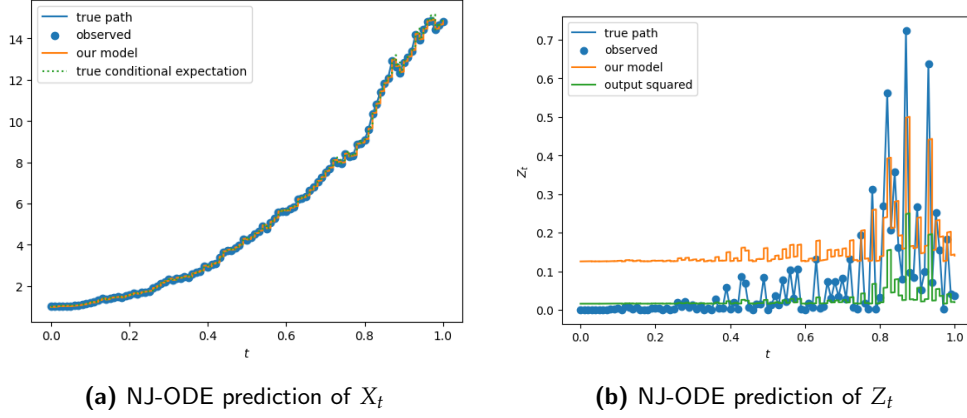 true path
observed
our model
true conditional expectation
14
12
10
8
6
4
2
0.0 0.2 0.4 0.6 0.8 1.0
t
(a) NJ-ODE prediction of X_t
true path
observed
our model
output squared
Z_t
0.7
0.6
0.5
0.4
0.3
0.2
0.1
0.0
0.0 0.2 0.4 0.6 0.8 1.0
t
(b) NJ-ODE prediction of Z_t